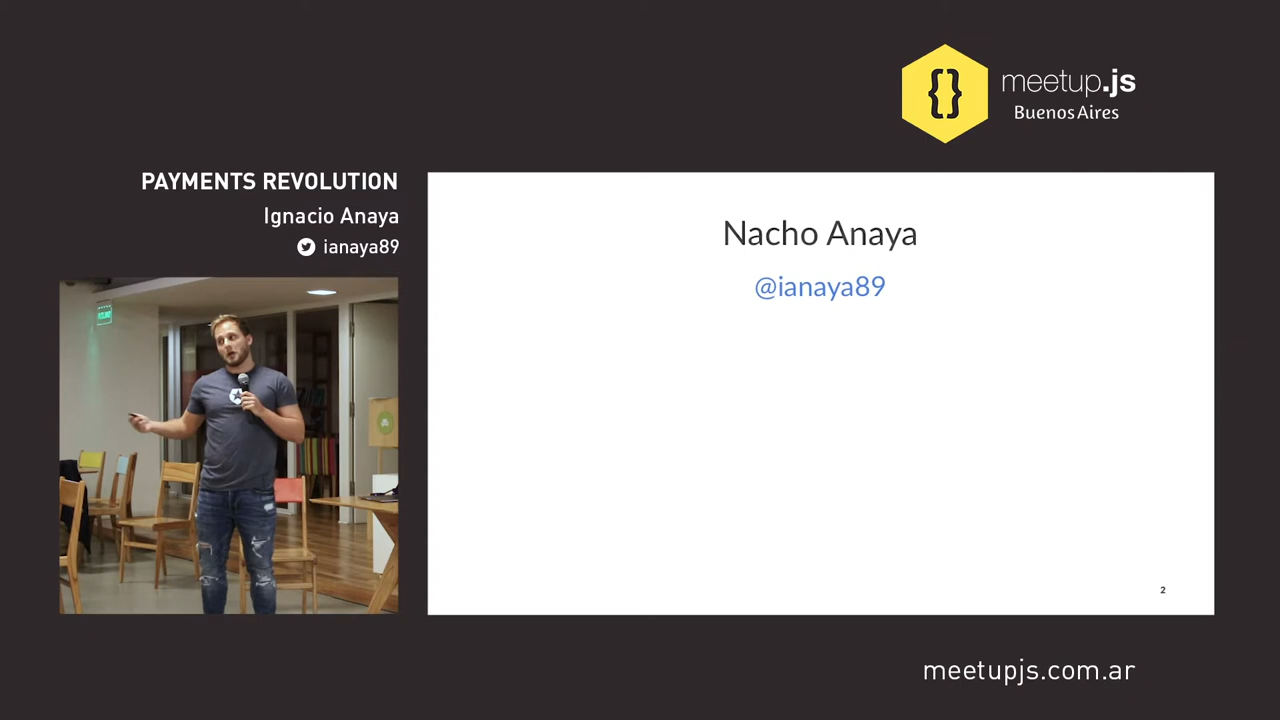 {}
meetup.js
Buenos Aires
PAYMENTS REVOLUTION
Ignacio Anaya
ianaya89
Nacho Anaya
@ianaya89
2
meetupjs.com.ar